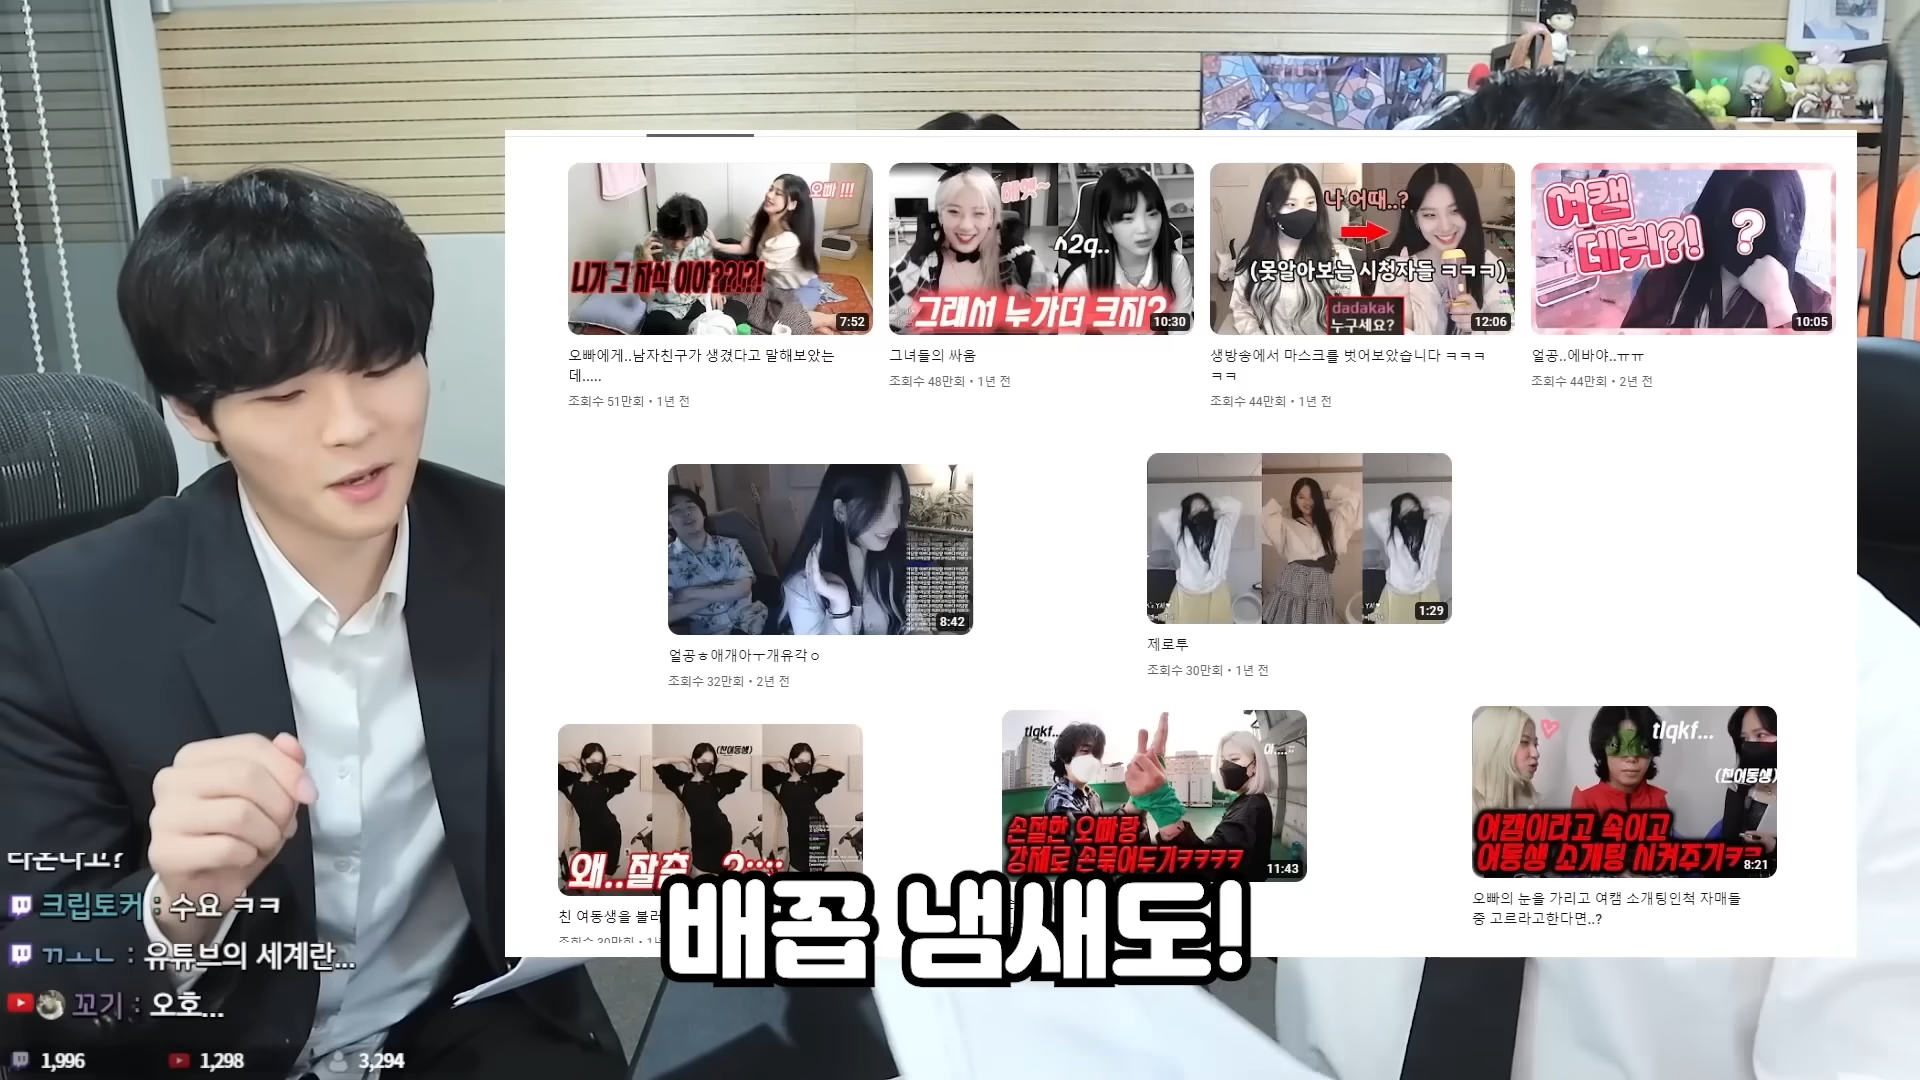 오빠 !!!
니가 그 자식 이야??!?!
7:52
오빠에게..남자친구가 생겼다고 말해보았는
데.....
조회수 51만회 • 1년 전
ㅅ2q..
그래서 누가더 크지?
10:30
그녀들의 싸움
조회수 48만회 • 1년 전
나 어때..?
(못알아보는 시청자들 ㅋㅋㅋ)
dadakak
누구세요?
12:06
생방송에서 마스크를 벗어보았습니다 ㅋㅋㅋ
ㅋㅋ
조회수 44만회 • 1년 전
여캠
데뷔?!
?
10:05
얼공..에바야..ㅠㅠ
조회수 44만회 • 2년 전
8:42
얼공ㅎ애개아ㅜ개유각ㅇ
조회수 32만회 • 2년 전
1:29
제로투
조회수 30만회 • 1년 전
(친여동생)
왜..잘춤...?....
친 여동생을 불러
tlqkf...
손절한 오빠랑
강제로 손묶어두기ㅋㅋㅋㅋ
11:43
tlqkf...
(친여동생)
여캠이라고 속이고
여동생 소개팅 시켜주기ㅋㅋ
8:21
오빠의 눈을 가리고 여캠 소개팅인척 자매들
중 고르라고한다면..?
배꼽 냄새도!
크립토커 : 수요 ㅋㅋ
ㄲㅗㄴ : 유튜브의 세계란...
꼬기 : 오호...
1,996
1,298
3,294